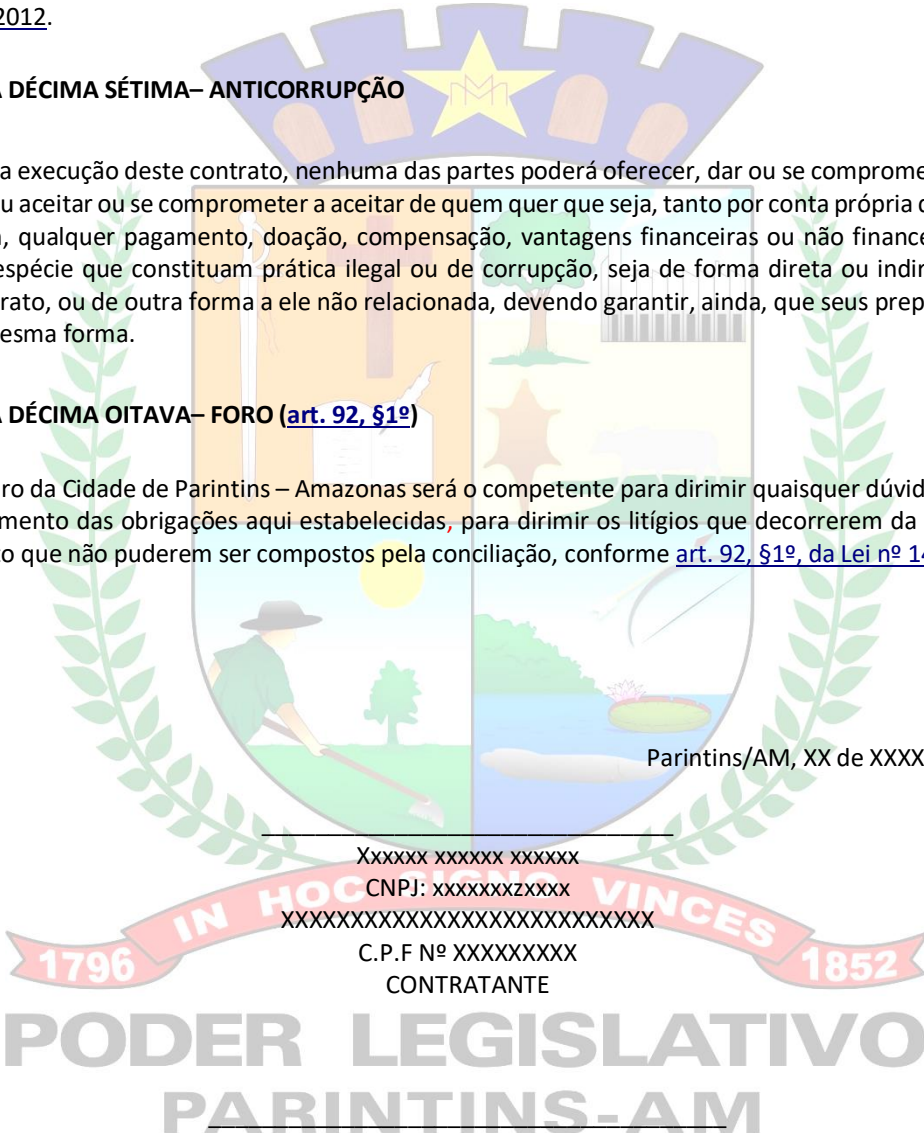 2012.
A DÉCIMA SÉTIMA– ANTICORRUPÇÃO
a execução deste contrato, nenhuma das partes poderá oferecer, dar ou se comprome
u aceitar ou se comprometer a aceitar de quem quer que seja, tanto por conta própria
, qualquer pagamento, doação, compensação, vantagens financeiras ou não finance
espécie que constituam prática ilegal ou de corrupção, seja de forma direta ou indir
rato, ou de outra forma a ele não relacionada, devendo garantir, ainda, que seus prep
esma forma.
A DÉCIMA OITAVA– FORO (art. 92, §1º)
ro da Cidade de Parintins – Amazonas será o competente para dirimir quaisquer dúvid
mento das obrigações aqui estabelecidas, para dirimir os litígios que decorrerem da
to que não puderem ser compostos pela conciliação, conforme art. 92, §1º, da Lei nº 14
Parintins/AM, XX de XXXX
Xxxxxx xxxxxx xxxxxx
CNPJ: xxxxxxxzxxxx
XXXXXXXXXXXXXXXXXXXXXXXXXXX
C.P.F Nº XXXXXXXXX
CONTRATANTE
IN HOC SIGNO VINCES
1796 1852
PODER LEGISLATIVO
PARINTINS-AM